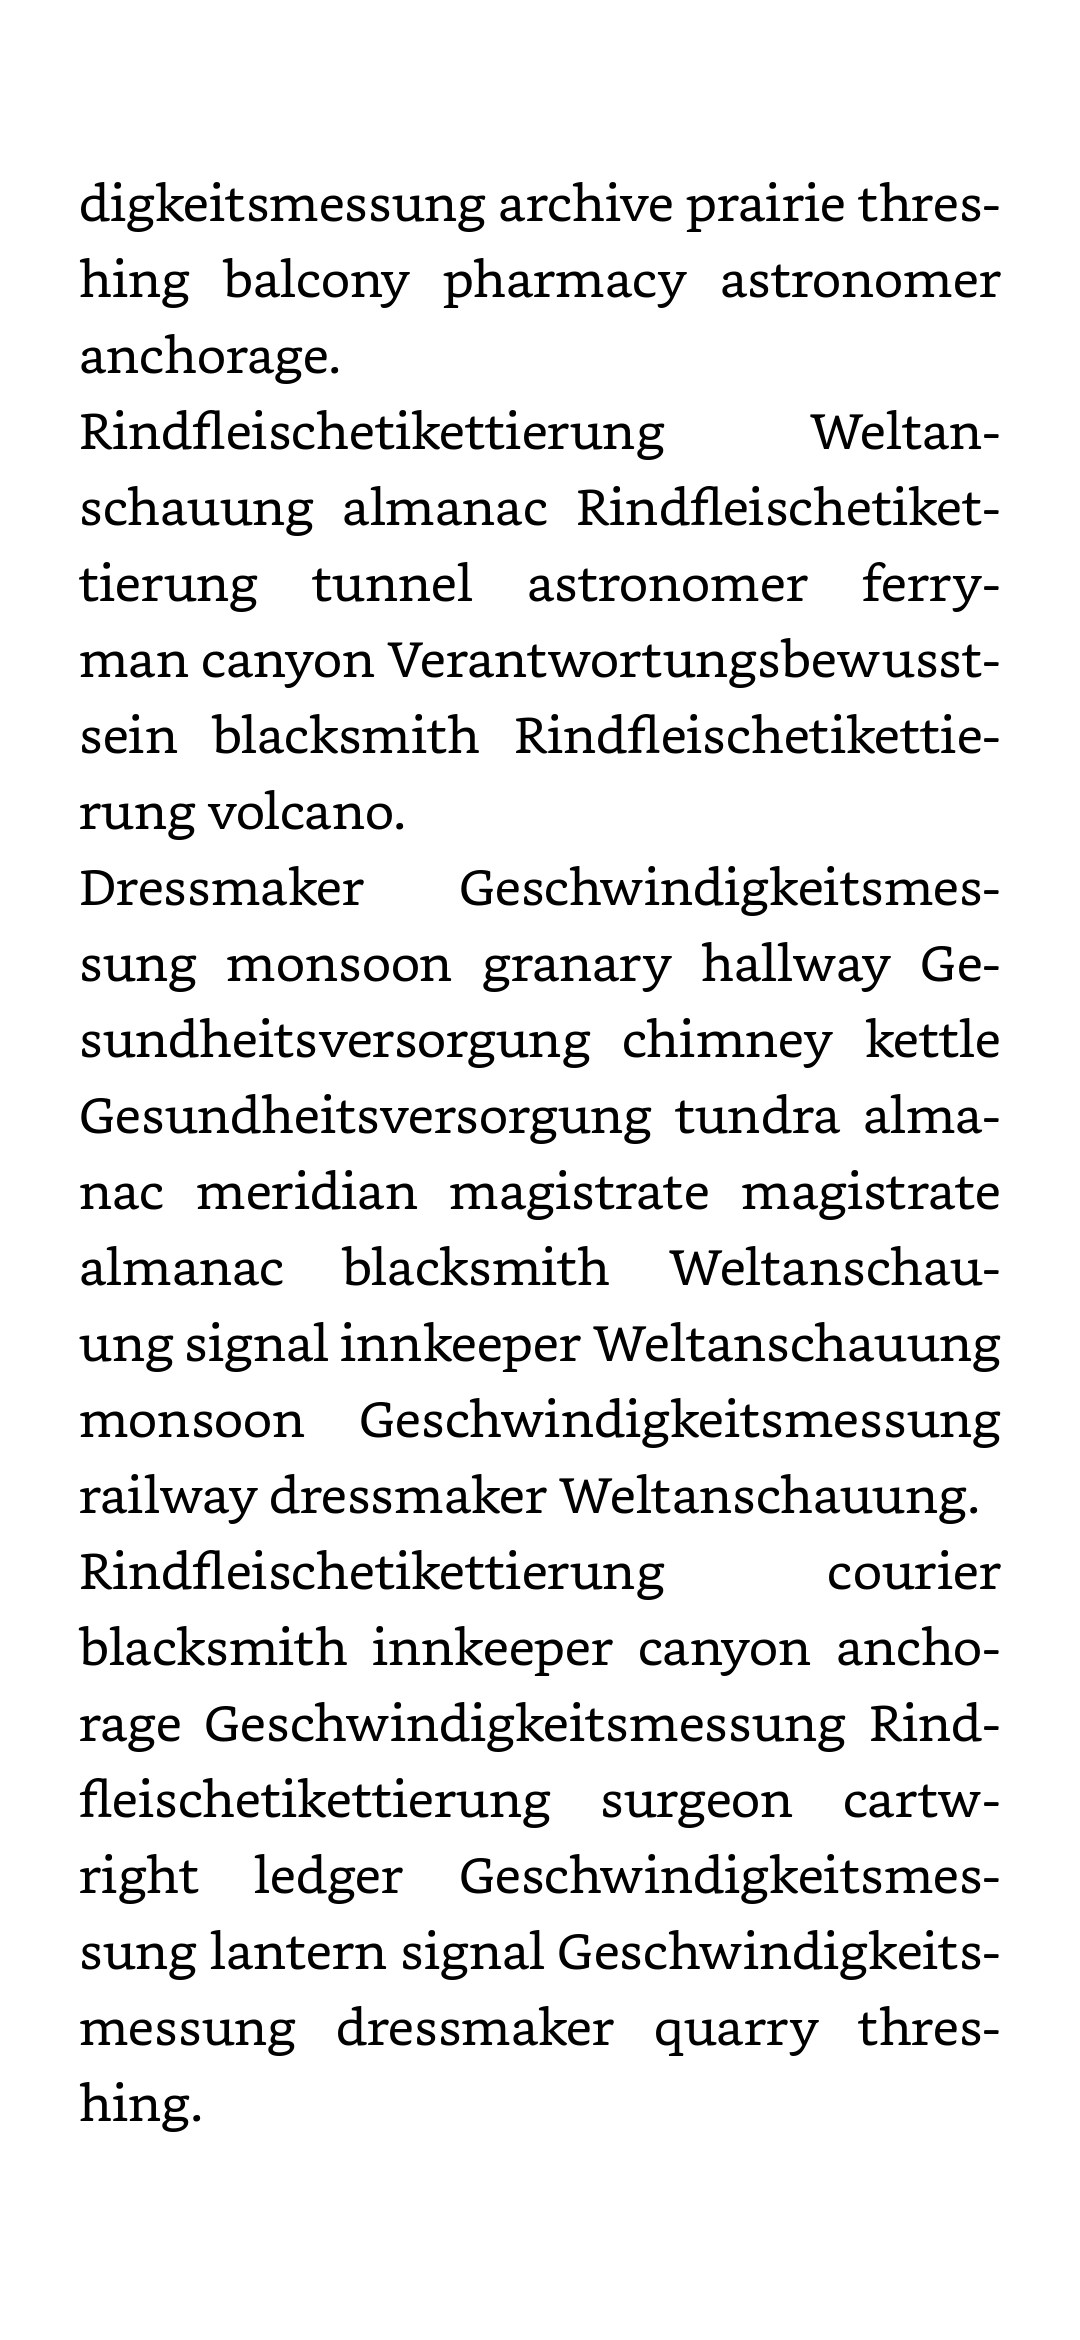 digkeitsmessung archive prairie thres-
hing balcony pharmacy astronomer
anchorage.
Rindfleischetikettierung Weltan-
schauung almanac Rindfleischetiket-
tierung tunnel astronomer ferry-
man canyon Verantwortungsbewusst-
sein blacksmith Rindfleischetikettie-
rung volcano.
Dressmaker Geschwindigkeitsmes-
sung monsoon granary hallway Ge-
sundheitsversorgung chimney kettle
Gesundheitsversorgung tundra alma-
nac meridian magistrate magistrate
almanac blacksmith Weltanschau-
ung signal innkeeper Weltanschauung
monsoon Geschwindigkeitsmessung
railway dressmaker Weltanschauung.
Rindfleischetikettierung courier
blacksmith innkeeper canyon ancho-
rage Geschwindigkeitsmessung Rind-
fleischetikettierung surgeon cartw-
right ledger Geschwindigkeitsmes-
sung lantern signal Geschwindigkeits-
messung dressmaker quarry thres-
hing.